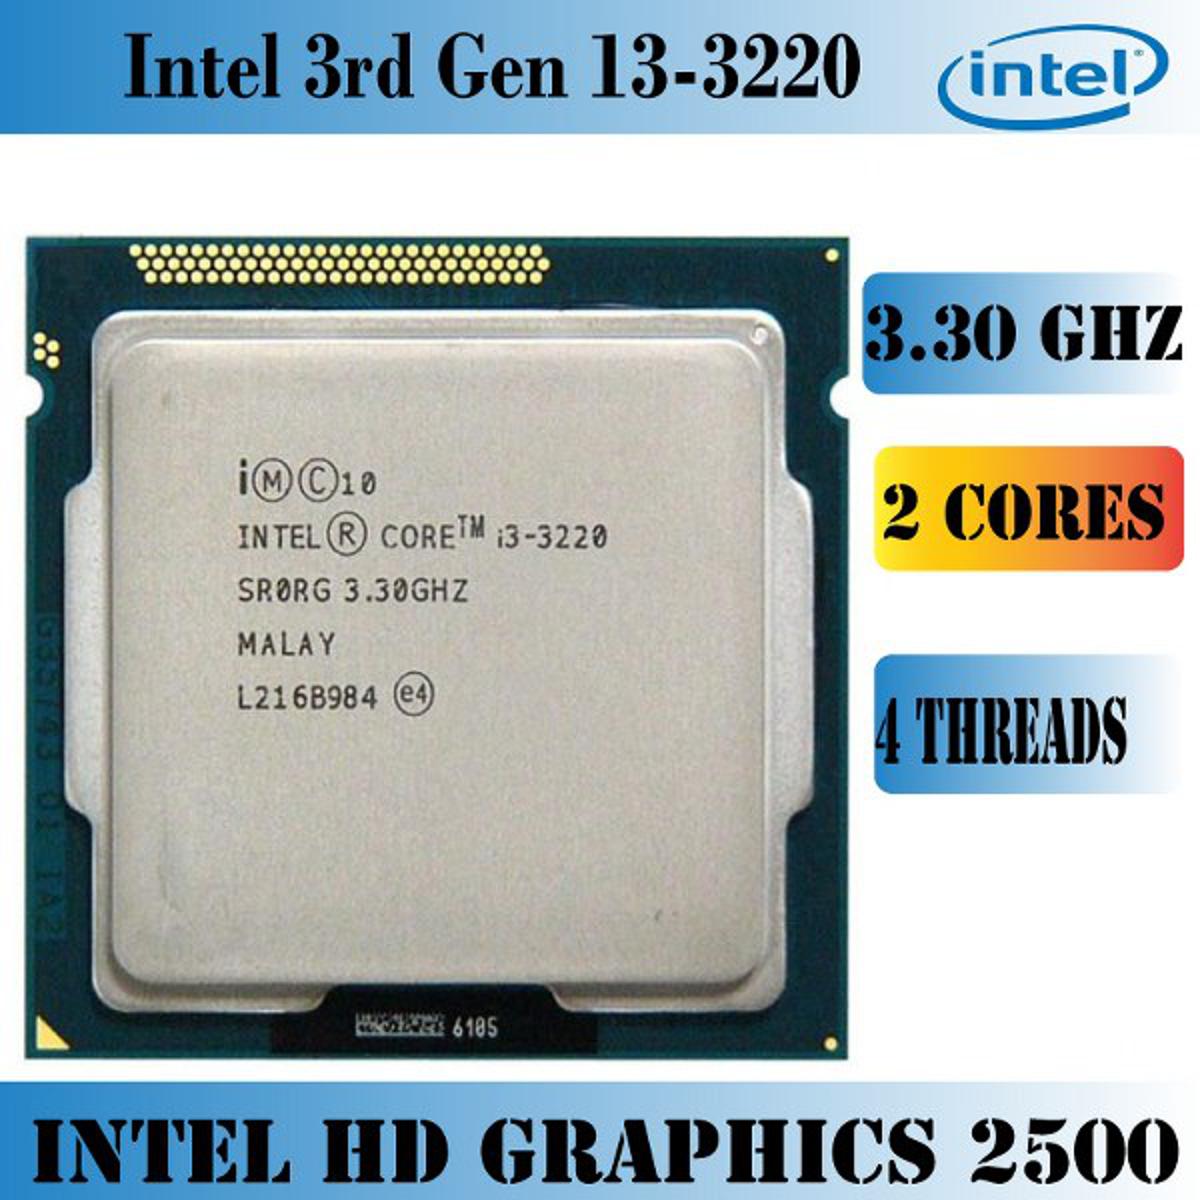 Intel 3rd Gen 13-3220
intel®
3.30 GHZ
2 CORES
4 THREADS
i Ⓜ Ⓒ10
INTEL® CORE™ i3-3220
SR0RG 3.30GHZ
MALAY
L216B984 e4
6105
INTEL HD GRAPHICS 2500